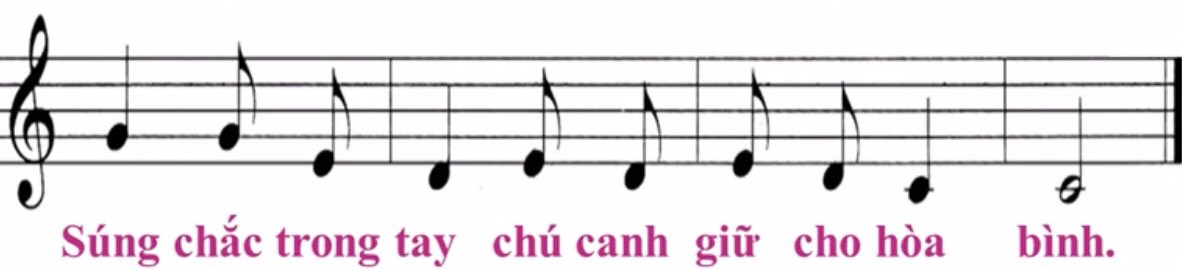 Súng chắc trong tay chú canh giữ cho hòa bình.